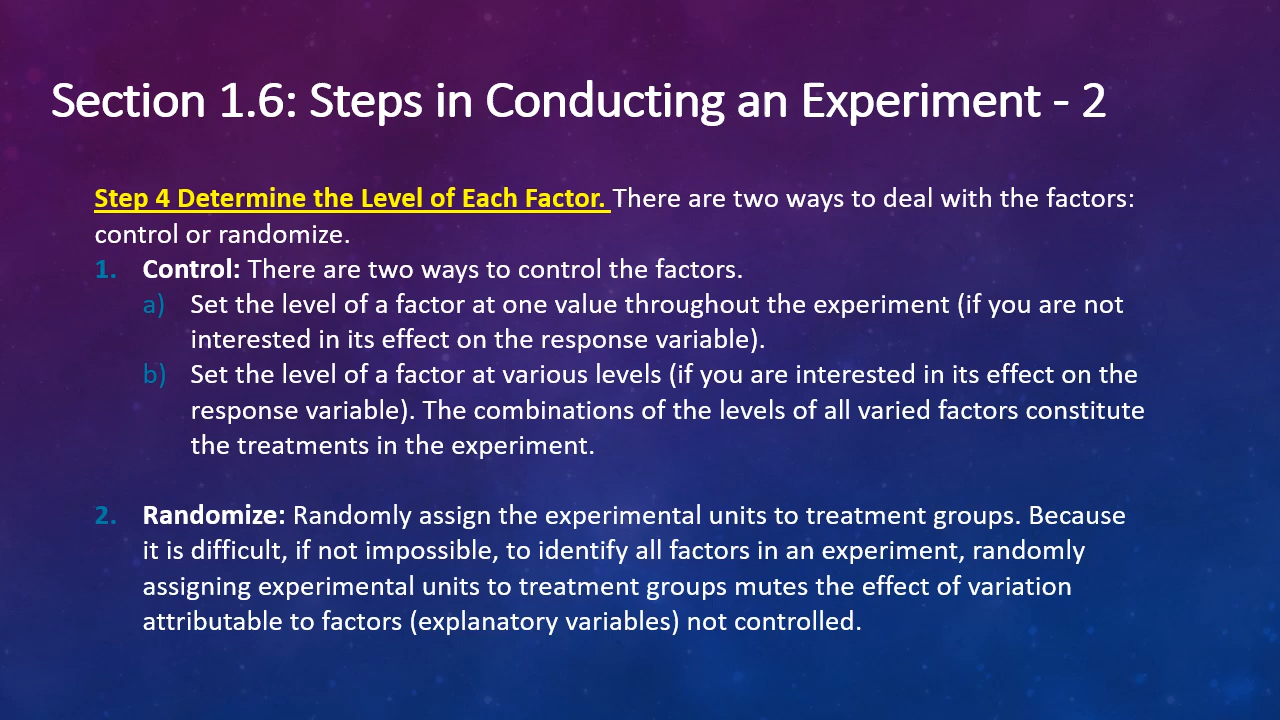 Section 1.6: Steps in Conducting an Experiment - 2
Step 4 Determine the Level of Each Factor. There are two ways to deal with the factors:
control or randomize.
1. Control: There are two ways to control the factors.
a) Set the level of a factor at one value throughout the experiment (if you are not
interested in its effect on the response variable).
b) Set the level of a factor at various levels (if you are interested in its effect on the
response variable). The combinations of the levels of all varied factors constitute
the treatments in the experiment.
2. Randomize: Randomly assign the experimental units to treatment groups. Because
it is difficult, if not impossible, to identify all factors in an experiment, randomly
assigning experimental units to treatment groups mutes the effect of variation
attributable to factors (explanatory variables) not controlled.